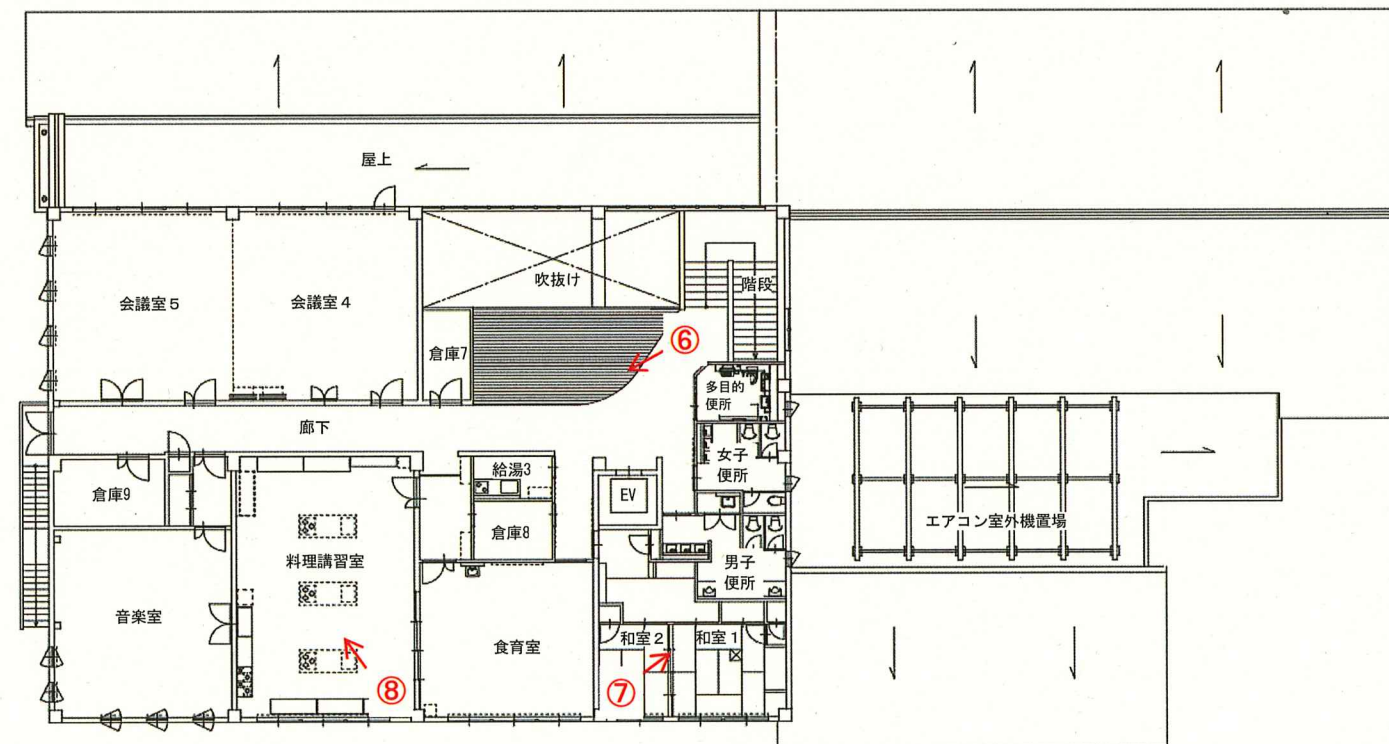 屋上
吹抜け
階段
会議室５
会議室４
倉庫7
⑥
多目的
便所
廊下
女子
便所
給湯3
倉庫9
EV
倉庫8
エアコン室外機置場
料理講習室
男子
便所
音楽室
食育室
和室２
和室１
⑧
⑦